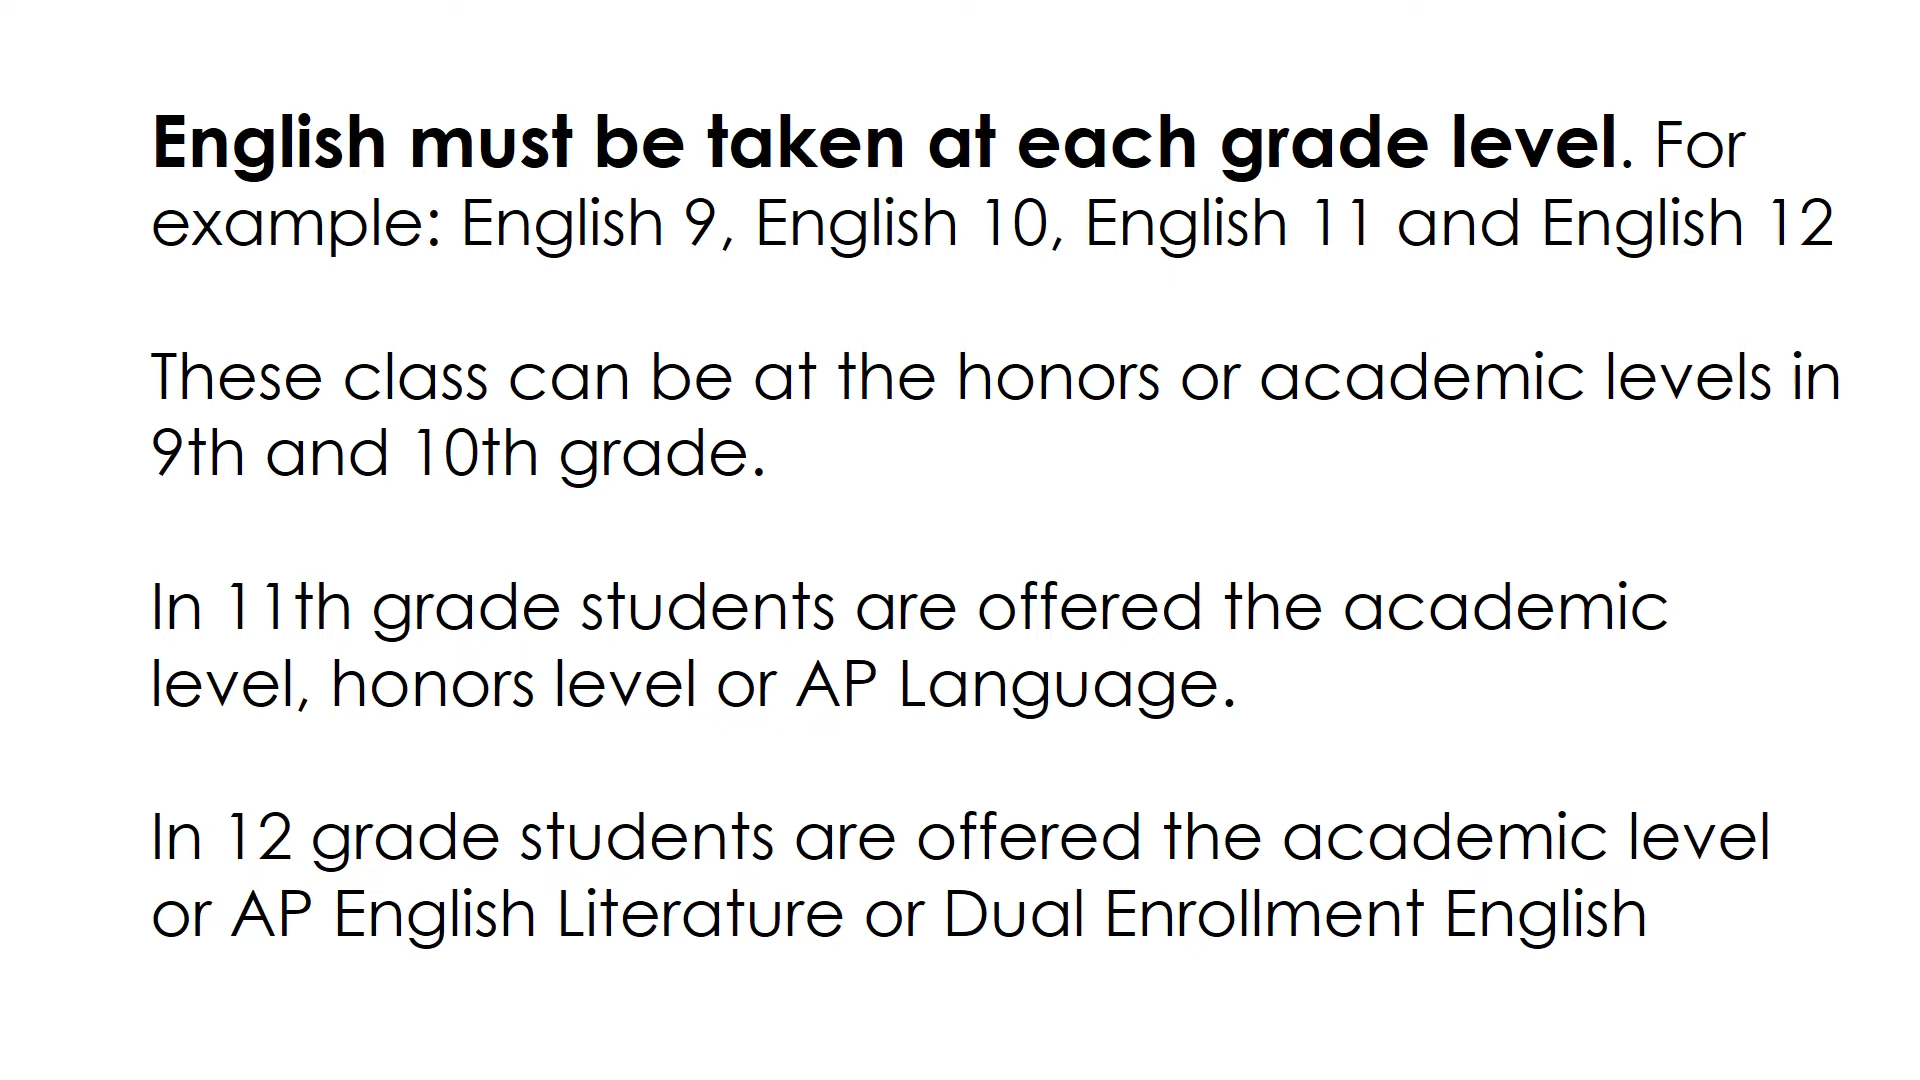 English must be taken at each grade level. For
example: English 9, English 10, English 11 and English 12
These class can be at the honors or academic levels in
9th and 10th grade.
In 11th grade students are offered the academic
level, honors level or AP Language.
In 12 grade students are offered the academic level
or AP English Literature or Dual Enrollment English